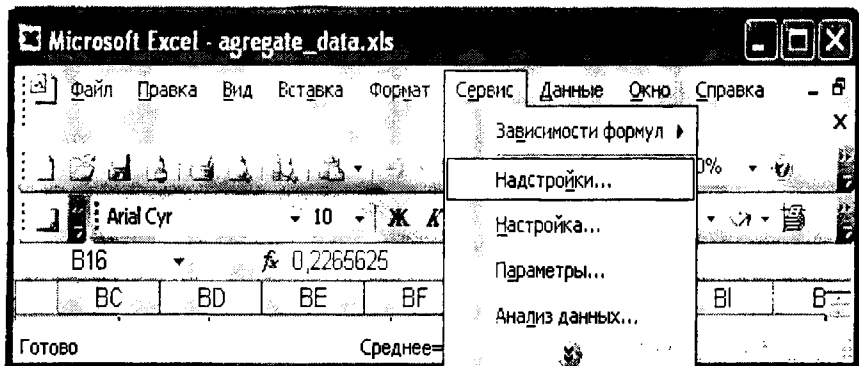 Microsoft Excel - agregate_data.xls
Файл Правка Вид Вставка Формат Сервис Данные Окно Справка
Зависимости формул
0%
Надстройки...
Arial Cyr 10 Ж К
Настройка...
B16 fx 0,2265625
Параметры...
BC BD BE BF BI B
Анализ данных...
Готово Среднее=